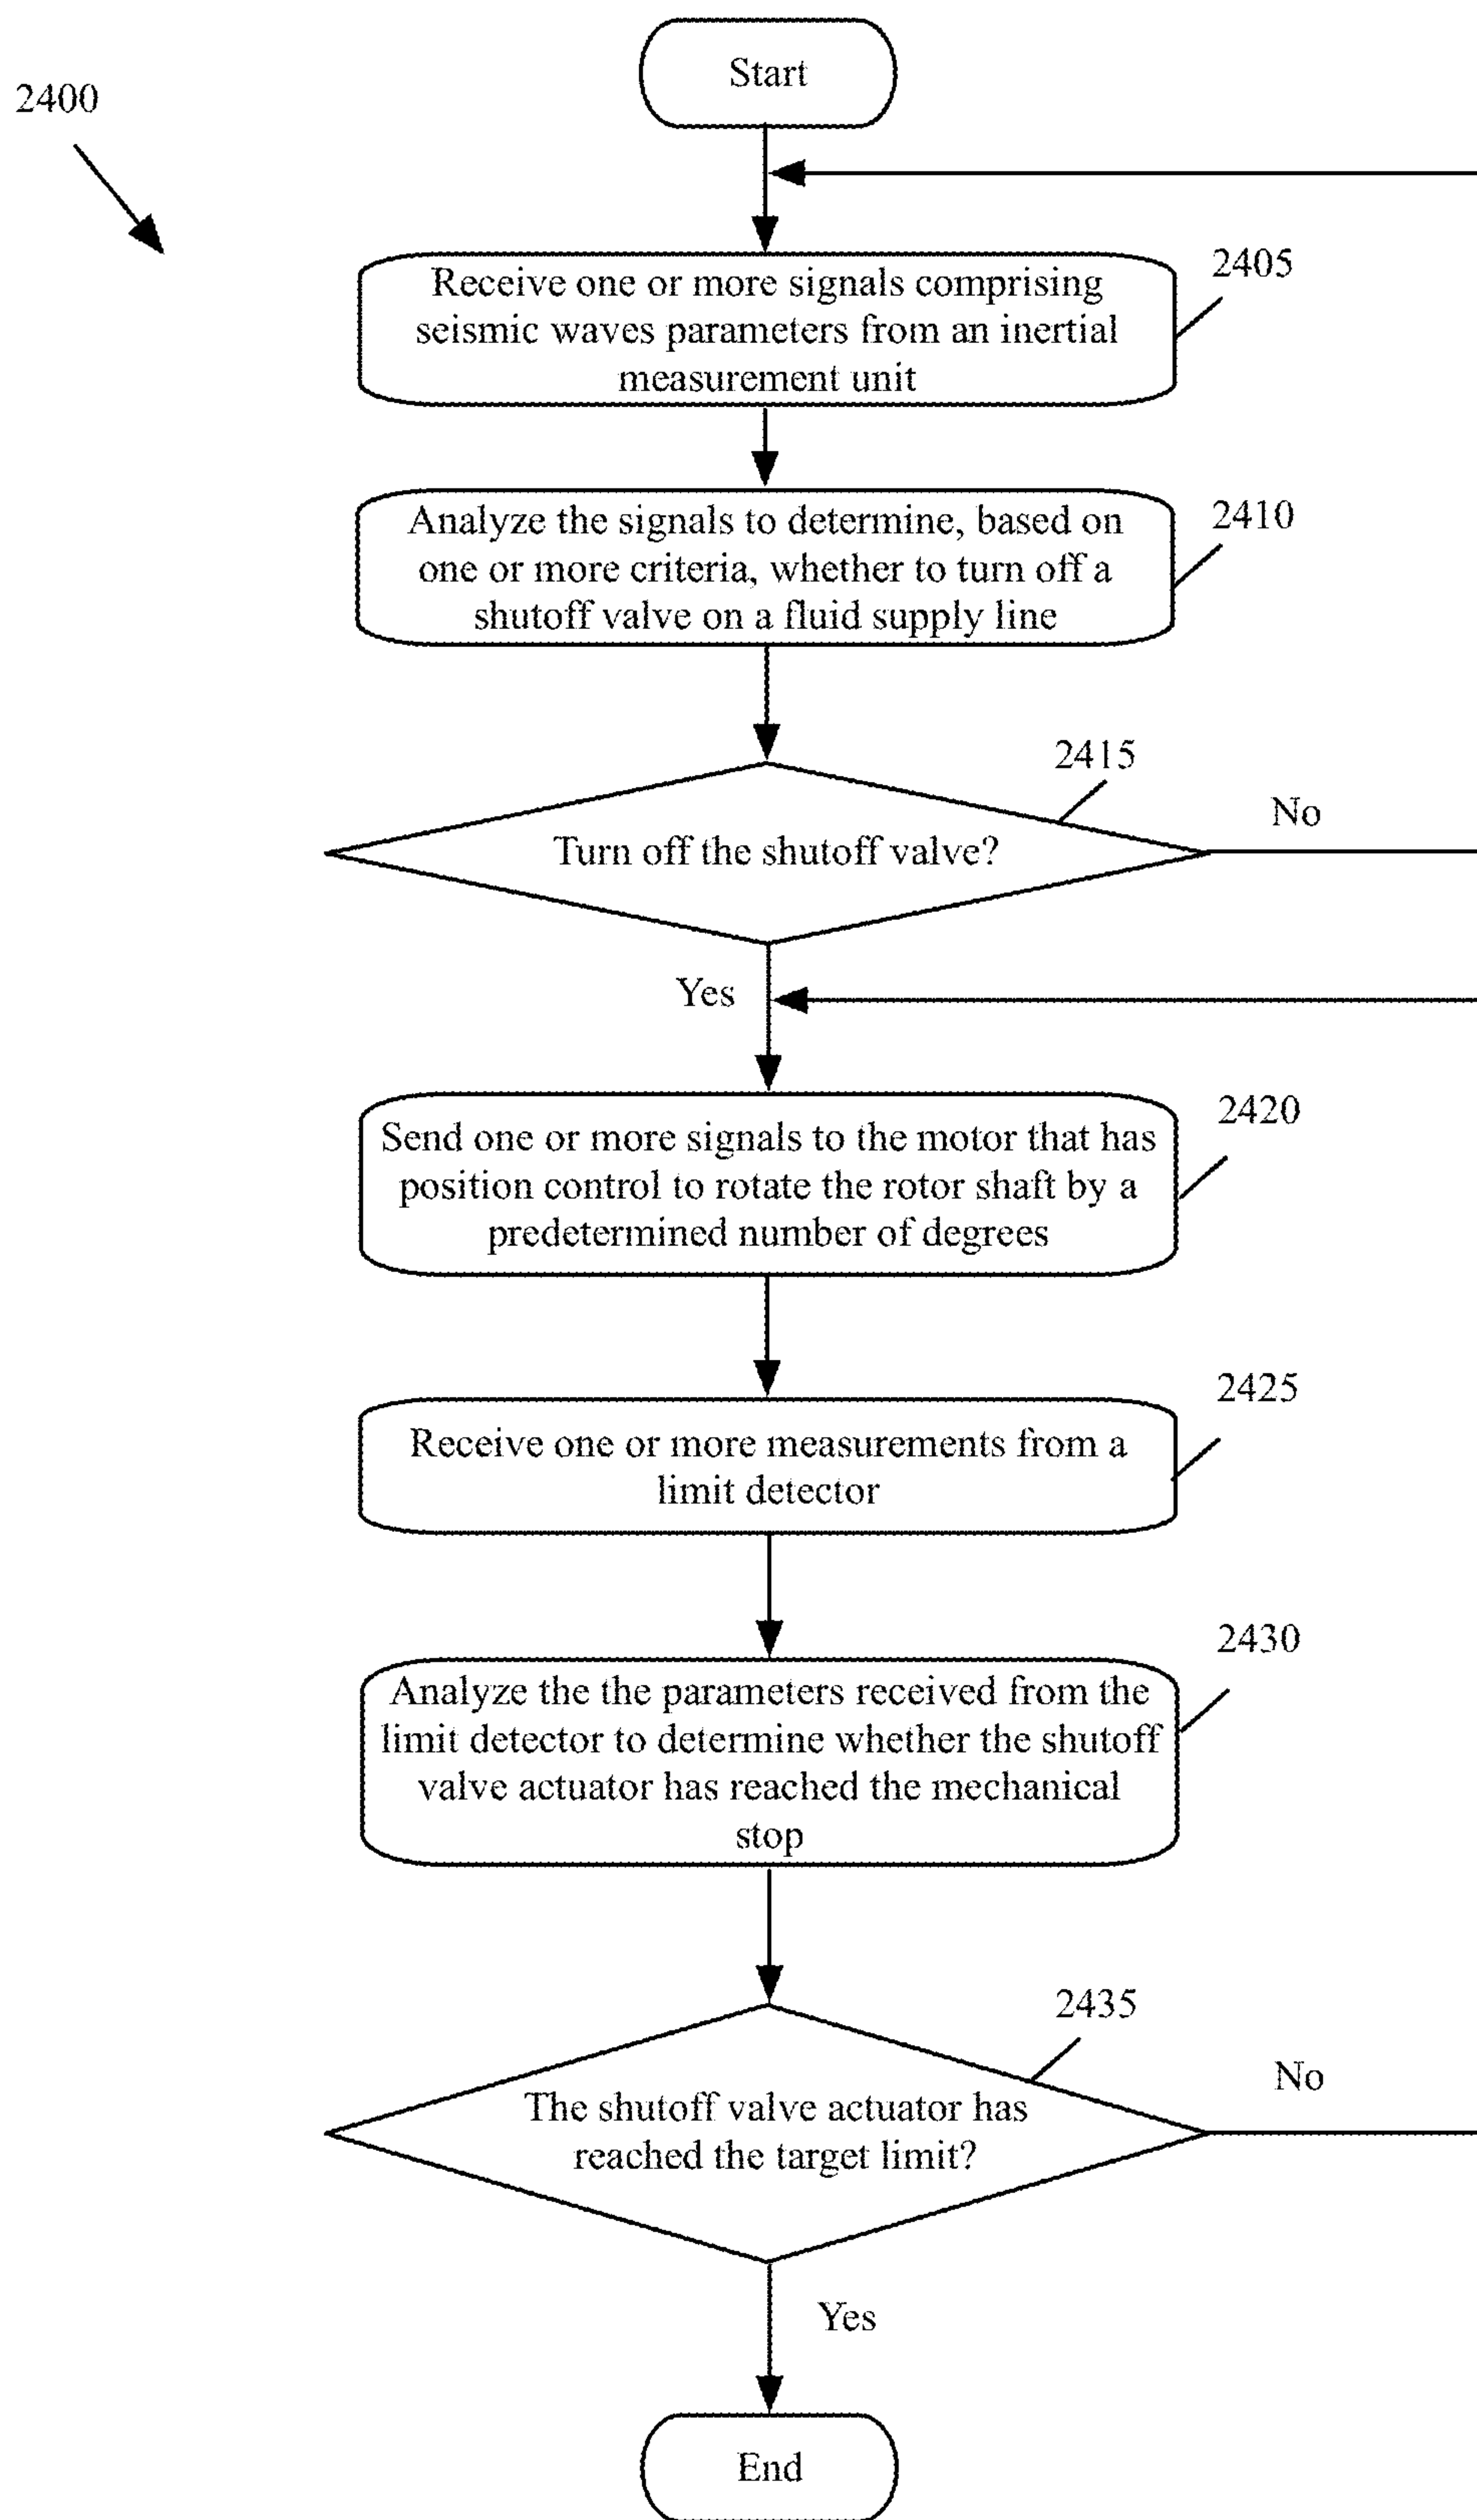 Start
2400
2405
Receive one or more signals comprising
seismic waves parameters from an inertial
measurement unit
2410
Analyze the signals to determine, based on
one or more criteria, whether to turn off a
shutoff valve on a fluid supply line
2415
No
Turn off the shutoff valve?
Yes
2420
Send one or more signals to the motor that has
position control to rotate the rotor shaft by a
predetermined number of degrees
2425
Receive one or more measurements from a
limit detector
2430
Analyze the the parameters received from the
limit detector to determine whether the shutoff
valve actuator has reached the mechanical
stop
2435
No
The shutoff valve actuator has
reached the target limit?
Yes
End